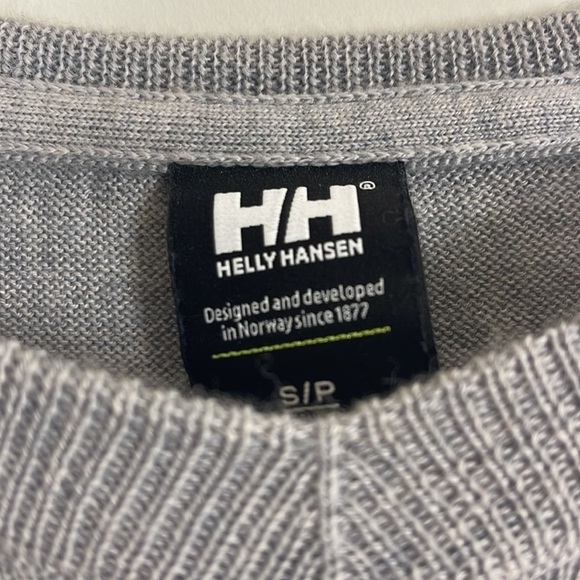 HH®
HELLY HANSEN
Designed and developed
in Norway since 1877
S/P